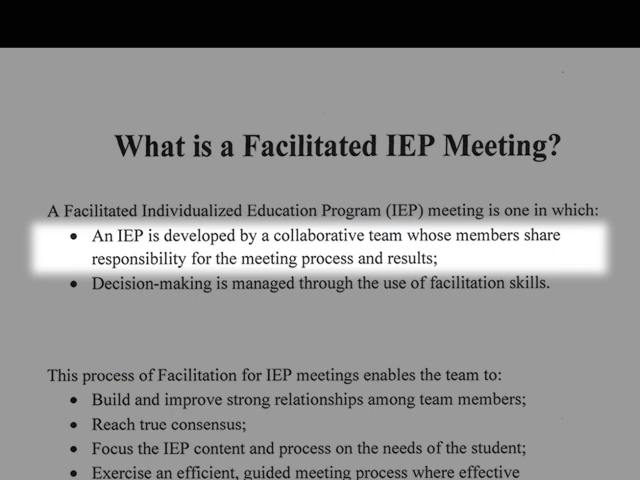 What is a Facilitated IEP Meeting?
A Facilitated Individualized Education Program (IEP) meeting is one in which:
• An IEP is developed by a collaborative team whose members share
responsibility for the meeting process and results;
• Decision-making is managed through the use of facilitation skills.
This process of Facilitation for IEP meetings enables the team to:
• Build and improve strong relationships among team members;
• Reach true consensus;
• Focus the IEP content and process on the needs of the student;
• Exercise an efficient, guided meeting process where effective